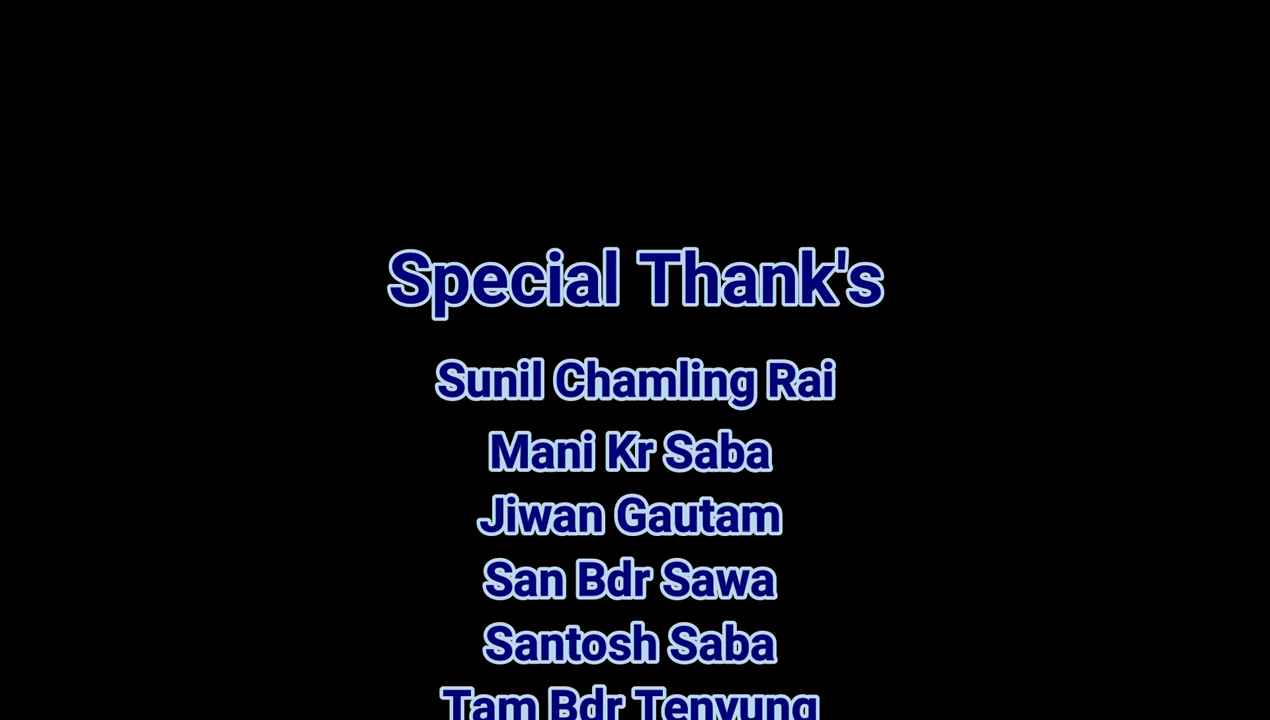 Special Thank's
Sunil Chamling Rai
Mani Kr Saba
Jiwan Gautam
San Bdr Sawa
Santosh Saba
Tam Bdr Tenyung